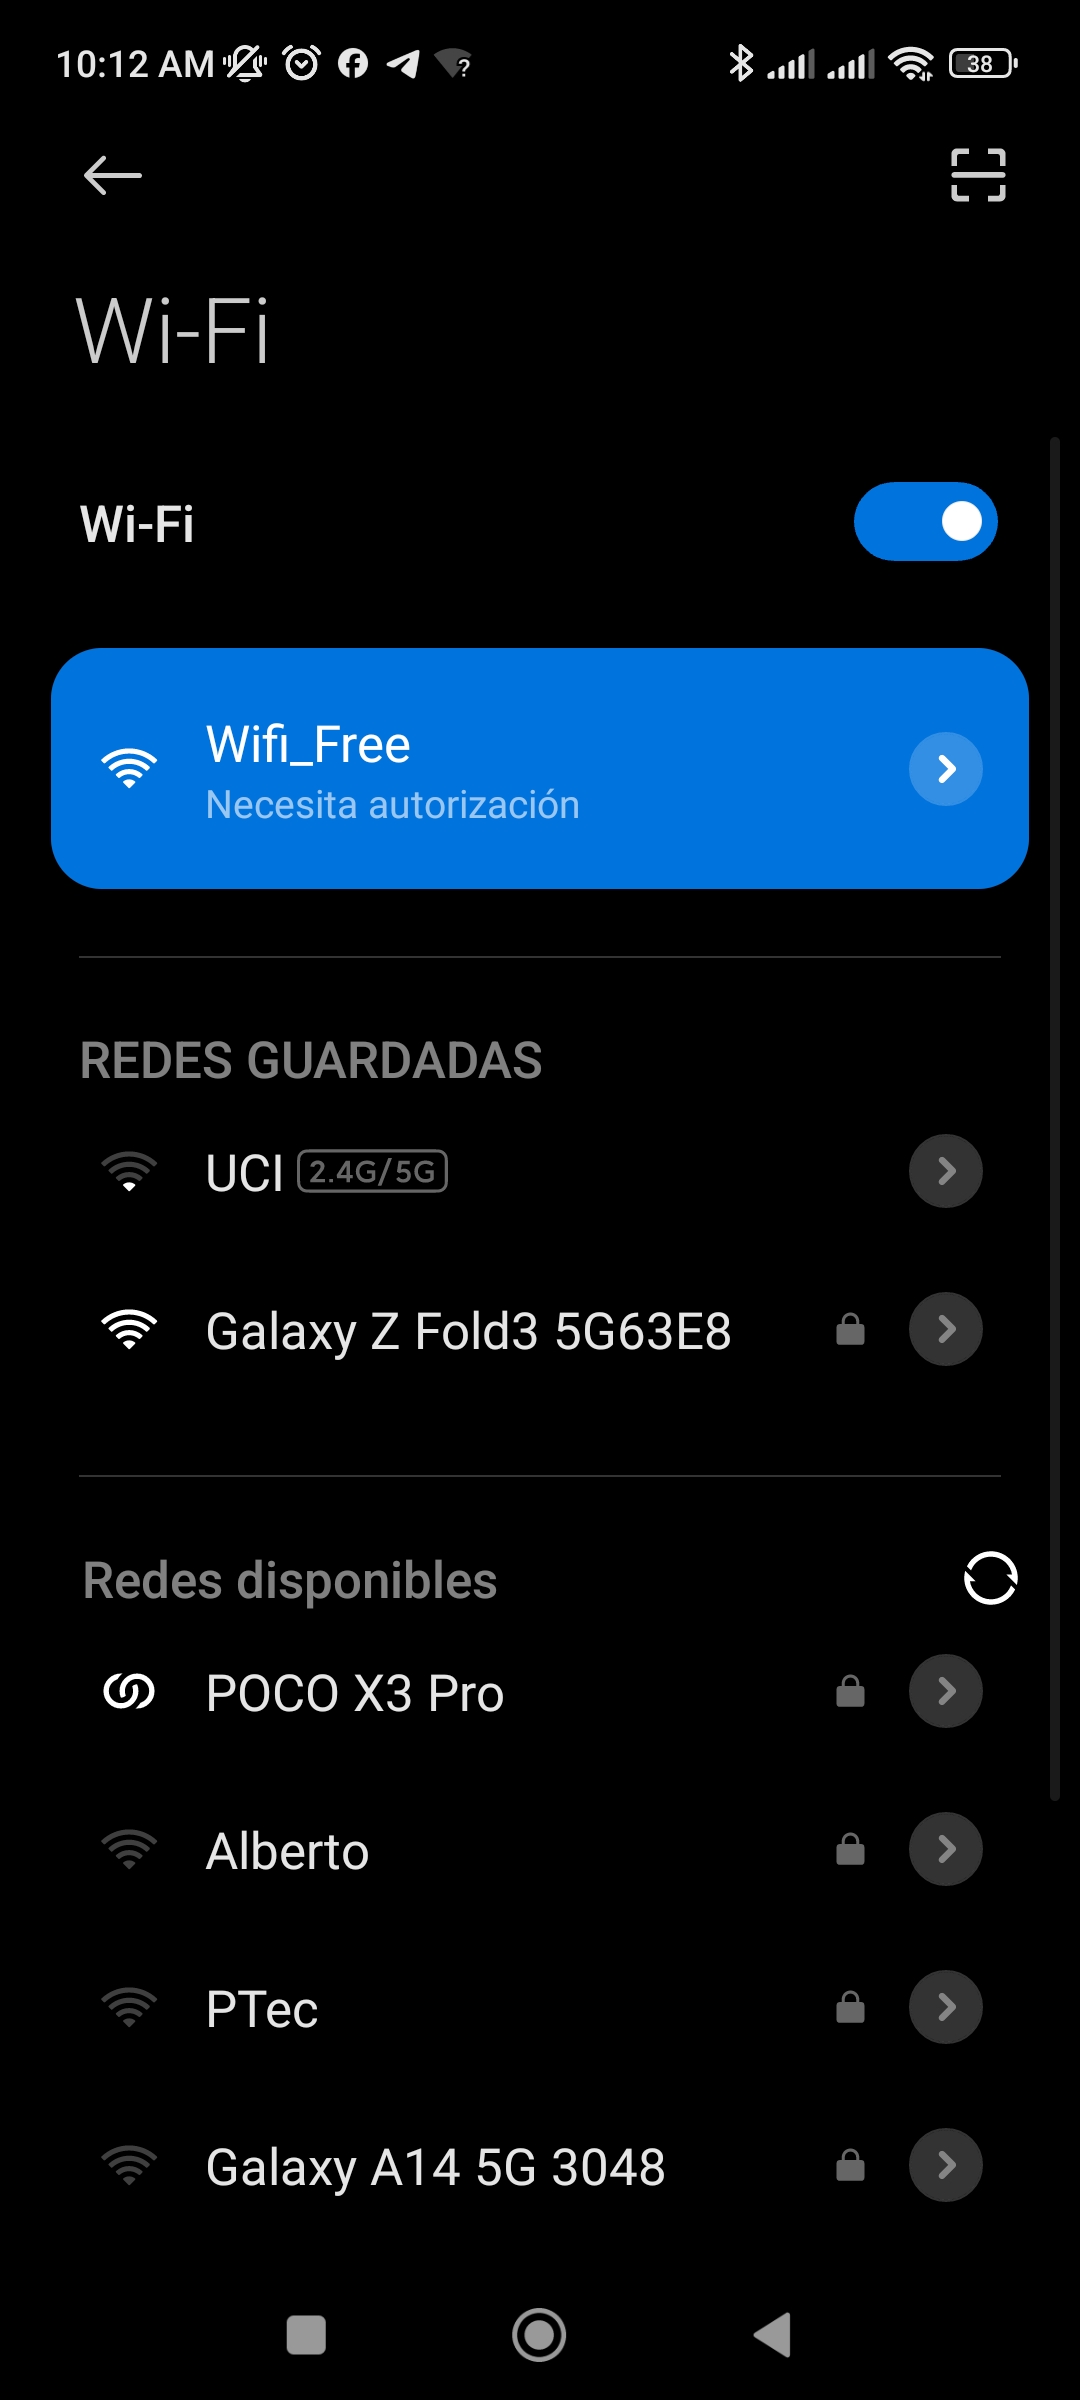 10:12 AM
38
Wi-Fi
Wi-Fi
Wifi_Free
Necesita autorización
REDES GUARDADAS
UCI 2.4G/5G
Galaxy Z Fold3 5G63E8
Redes disponibles
POCO X3 Pro
Alberto
PTec
Galaxy A14 5G 3048